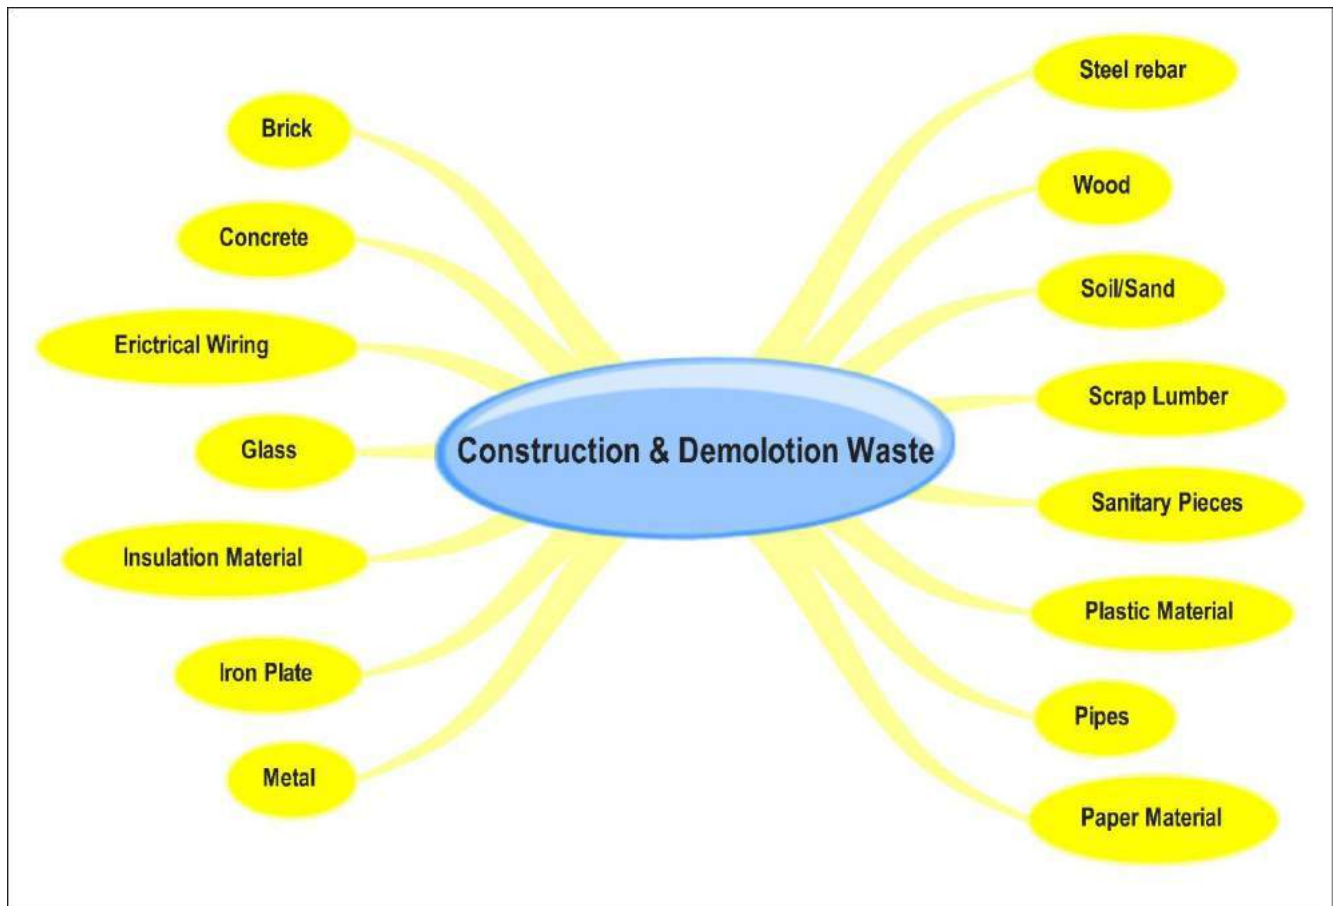 Steel rebar
Brick
Wood
Concrete
Soil/Sand
Erictrical Wiring
Scrap Lumber
Glass
Construction & Demolotion Waste
Sanitary Pieces
Insulation Material
Plastic Material
Iron Plate
Pipes
Metal
Paper Material